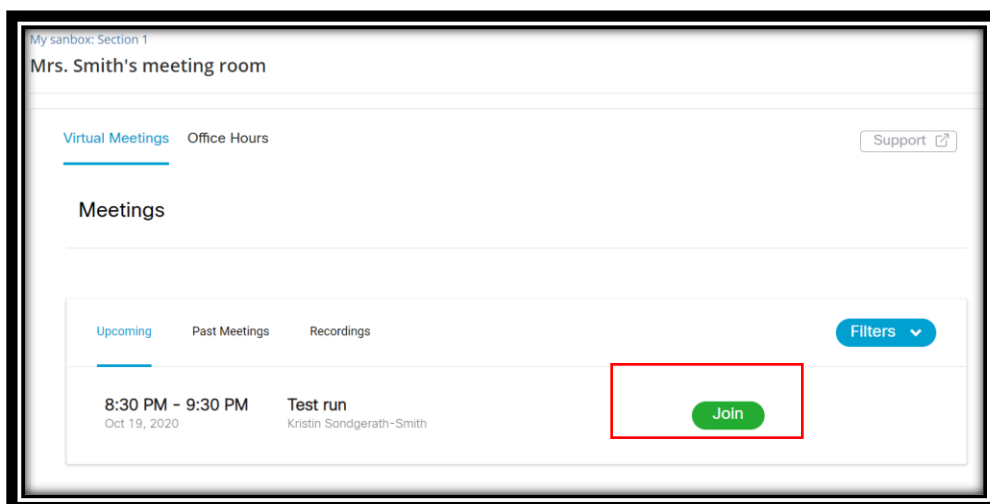 My sanbox: Section 1
Mrs. Smith's meeting room
Virtual Meetings Office Hours Support
Meetings
Upcoming Past Meetings Recordings Filters
8:30 PM - 9:30 PM Test run Join
Oct 19, 2020 Kristin Sondgerath-Smith